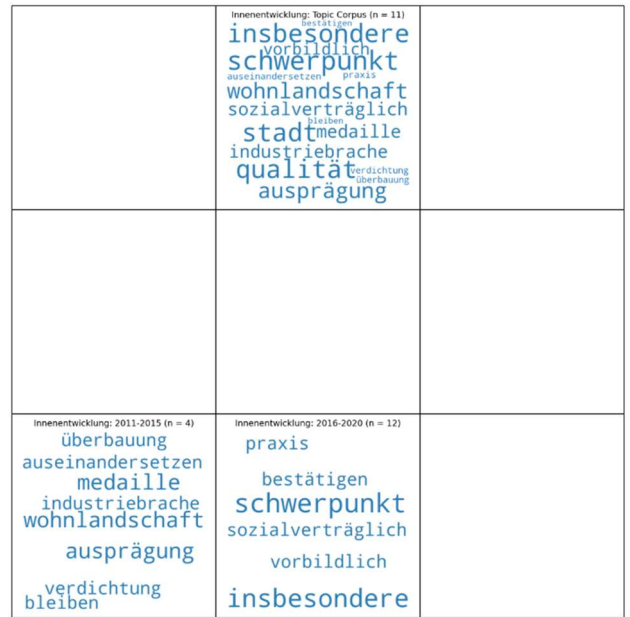 Innenentwicklung: Topic Corpus (n = 11)
bestätigen
insbesondere
vorbildlich
schwerpunkt
auseinandersetzen praxis
wohnlandschaft
sozialverträglich
bleiben
stadt medaille
industriebrache
qualität verdichtung
überbauung
ausprägung
Innenentwicklung: 2011-2015 (n = 4)
überbauung
auseinandersetzen
medaille
industriebrache
wohnlandschaft
ausprägung
verdichtung
bleiben
Innenentwicklung: 2016-2020 (n = 12)
praxis
bestätigen
schwerpunkt
sozialverträglich
vorbildlich
insbesondere